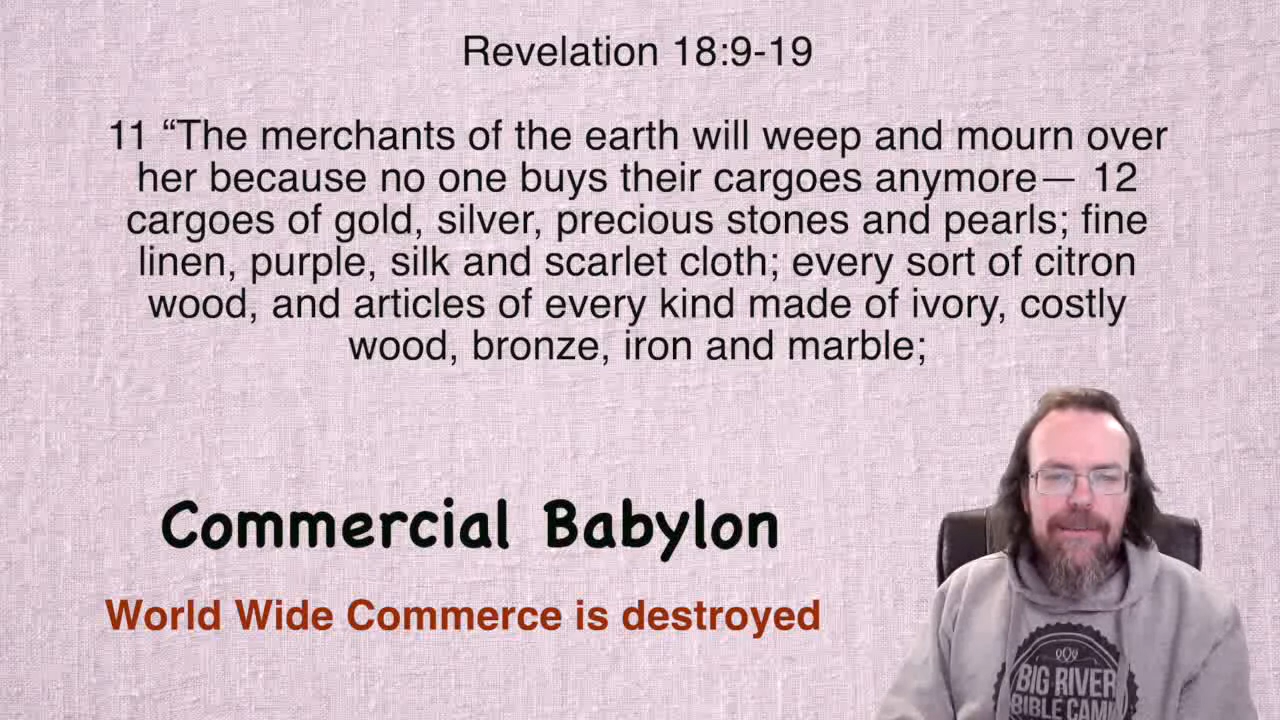 Revelation 18:9-19
11 “The merchants of the earth will weep and mourn over
her because no one buys their cargoes anymore— 12
cargoes of gold, silver, precious stones and pearls; fine
linen, purple, silk and scarlet cloth; every sort of citron
wood, and articles of every kind made of ivory, costly
wood, bronze, iron and marble;
Commercial Babylon
World Wide Commerce is destroyed
BIG RIVER
BIBLE CAMP